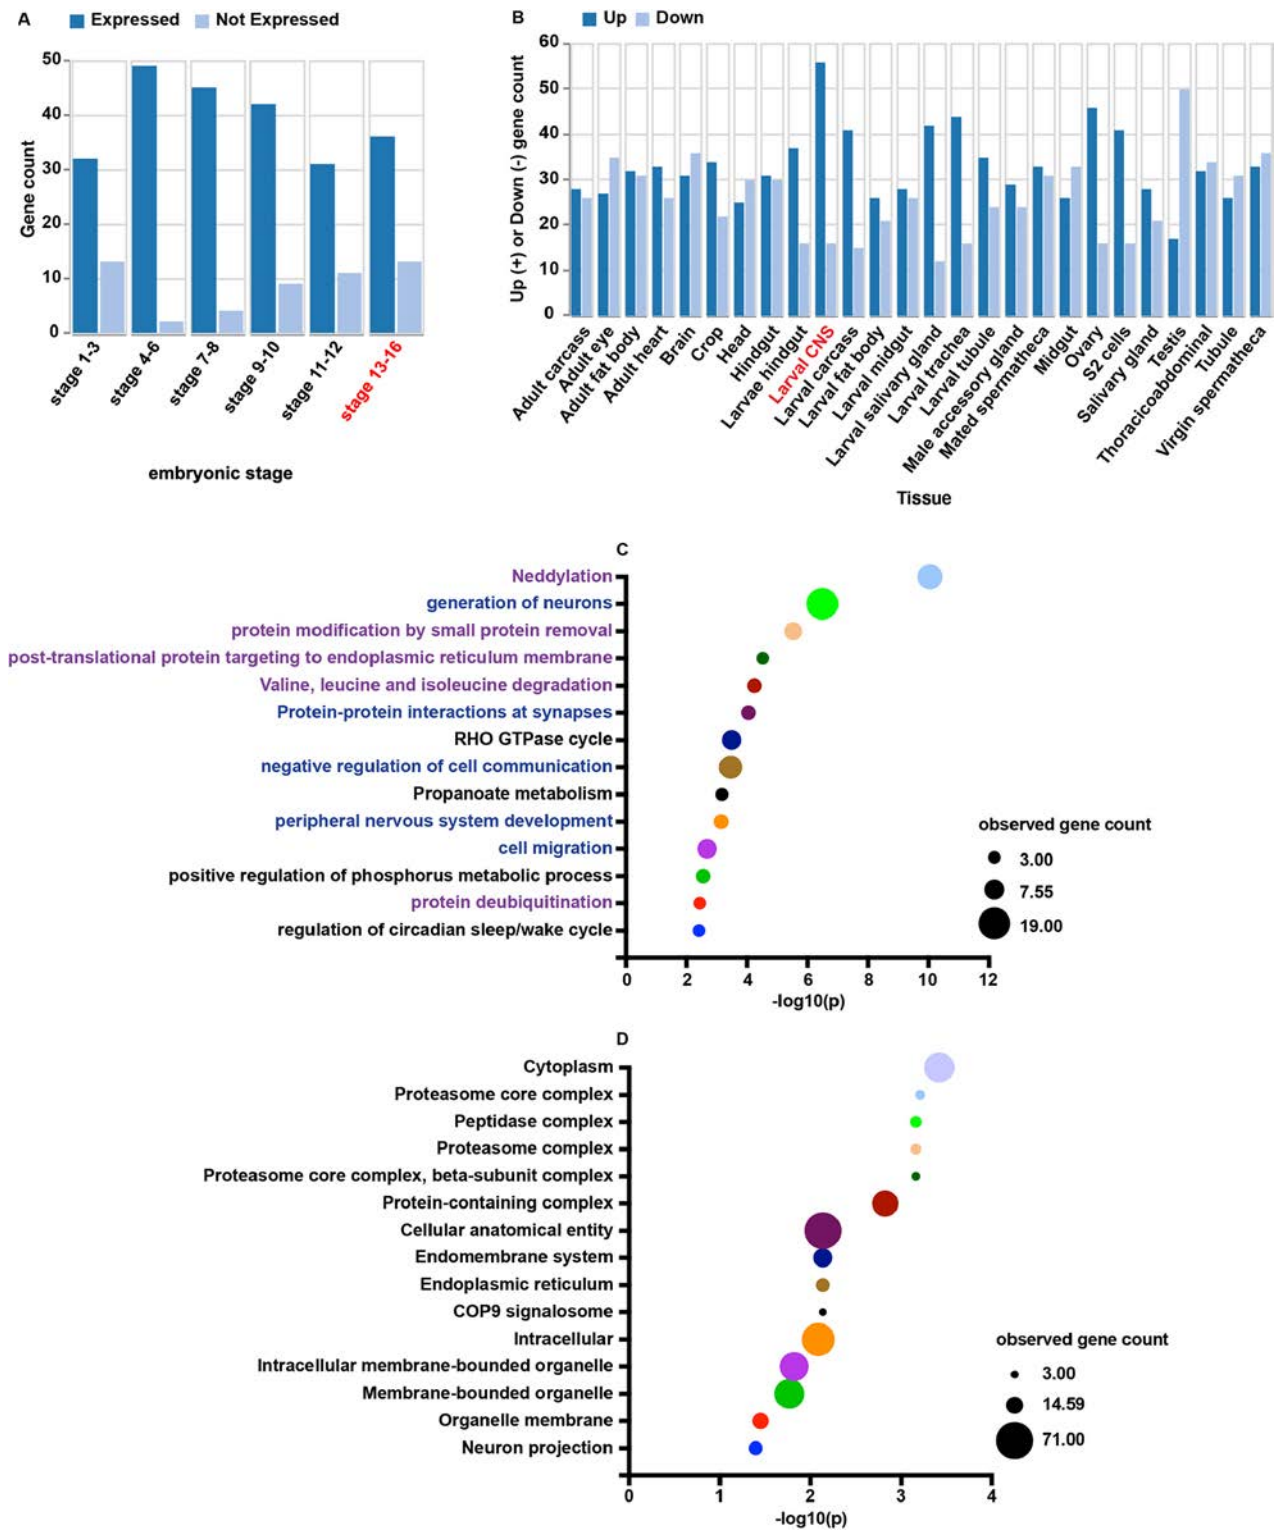 A
Expressed Not Expressed
50
40
30
20
10
0
Gene count
stage 1-3
stage 4-6
stage 7-8
stage 9-10
stage 11-12
stage 13-16
embryonic stage
B
Up Down
60
50
40
30
20
10
0
Up (+) or Down (-) gene count
Adult carcass
Adult eye
Adult fat body
Adult heart
Brain
Crop
Head
Hindgut
Larvae hindgut
Larval CNS
Larval carcass
Larval fat body
Larval midgut
Larval salivary gland
Larval trachea
Larval tubule
Male accessory gland
Mated spermatheca
Midgut
Ovary
S2 cells
Salivary gland
Testis
Thoracicoabdominal
Tubule
Virgin spermatheca
Tissue
C
Neddylation
generation of neurons
protein modification by small protein removal
post-translational protein targeting to endoplasmic reticulum membrane
Valine, leucine and isoleucine degradation
Protein-protein interactions at synapses
RHO GTPase cycle
negative regulation of cell communication
Propanoate metabolism
peripheral nervous system development
cell migration
positive regulation of phosphorus metabolic process
protein deubiquitination
regulation of circadian sleep/wake cycle
observed gene count
3.00
7.55
19.00
0 2 4 6 8 10 12
-log10(p)
D
Cytoplasm
Proteasome core complex
Peptidase complex
Proteasome complex
Proteasome core complex, beta-subunit complex
Protein-containing complex
Cellular anatomical entity
Endomembrane system
Endoplasmic reticulum
COP9 signalosome
Intracellular
Intracellular membrane-bounded organelle
Membrane-bounded organelle
Organelle membrane
Neuron projection
observed gene count
3.00
14.59
71.00
0 1 2 3 4
-log10(p)